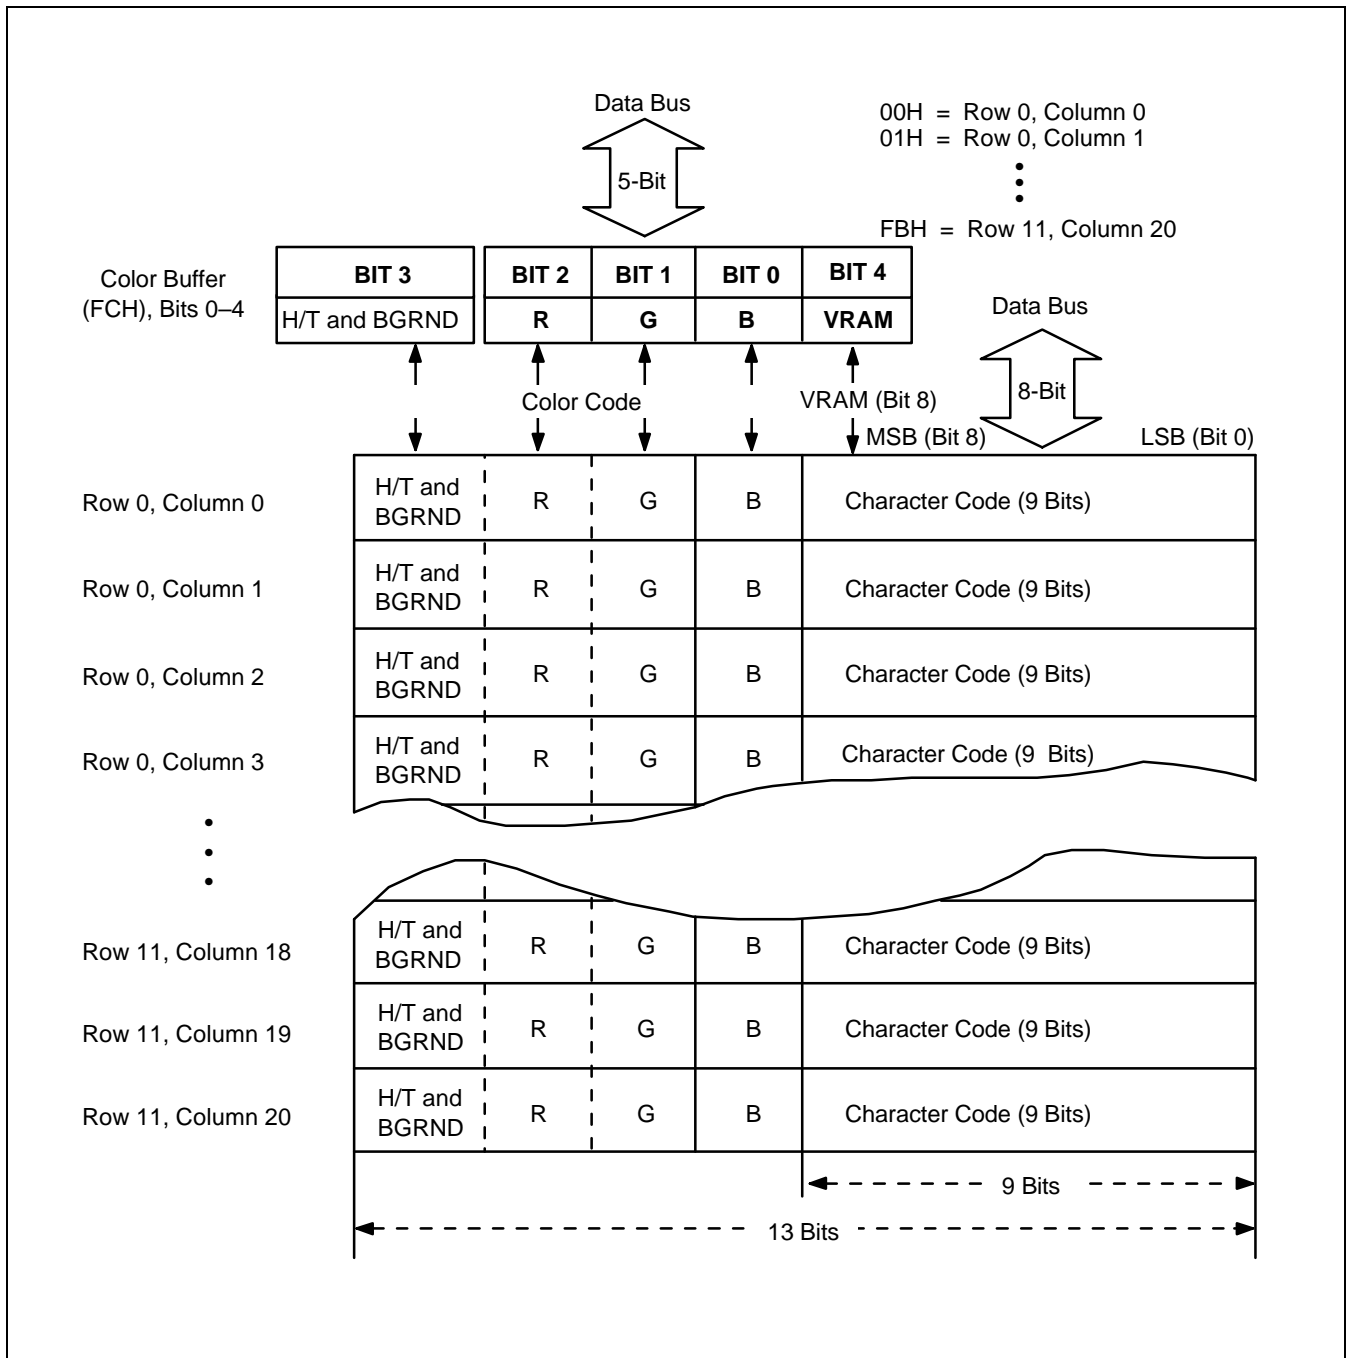 Data Bus
5-Bit
00H = Row 0, Column 0
01H = Row 0, Column 1
FBH = Row 11, Column 20
Color Buffer
(FCH), Bits 0–4
BIT 3 BIT 2 BIT 1 BIT 0 BIT 4
H/T and BGRND R G B VRAM
Data Bus
8-Bit
Color Code
VRAM (Bit 8)
MSB (Bit 8)
LSB (Bit 0)
Row 0, Column 0
H/T and
BGRND
R G B Character Code (9 Bits)
Row 0, Column 1
H/T and
BGRND
R G B Character Code (9 Bits)
Row 0, Column 2
H/T and
BGRND
R G B Character Code (9 Bits)
Row 0, Column 3
H/T and
BGRND
R G B Character Code (9 Bits)
Row 11, Column 18
H/T and
BGRND
R G B Character Code (9 Bits)
Row 11, Column 19
H/T and
BGRND
R G B Character Code (9 Bits)
Row 11, Column 20
H/T and
BGRND
R G B Character Code (9 Bits)
9 Bits
13 Bits